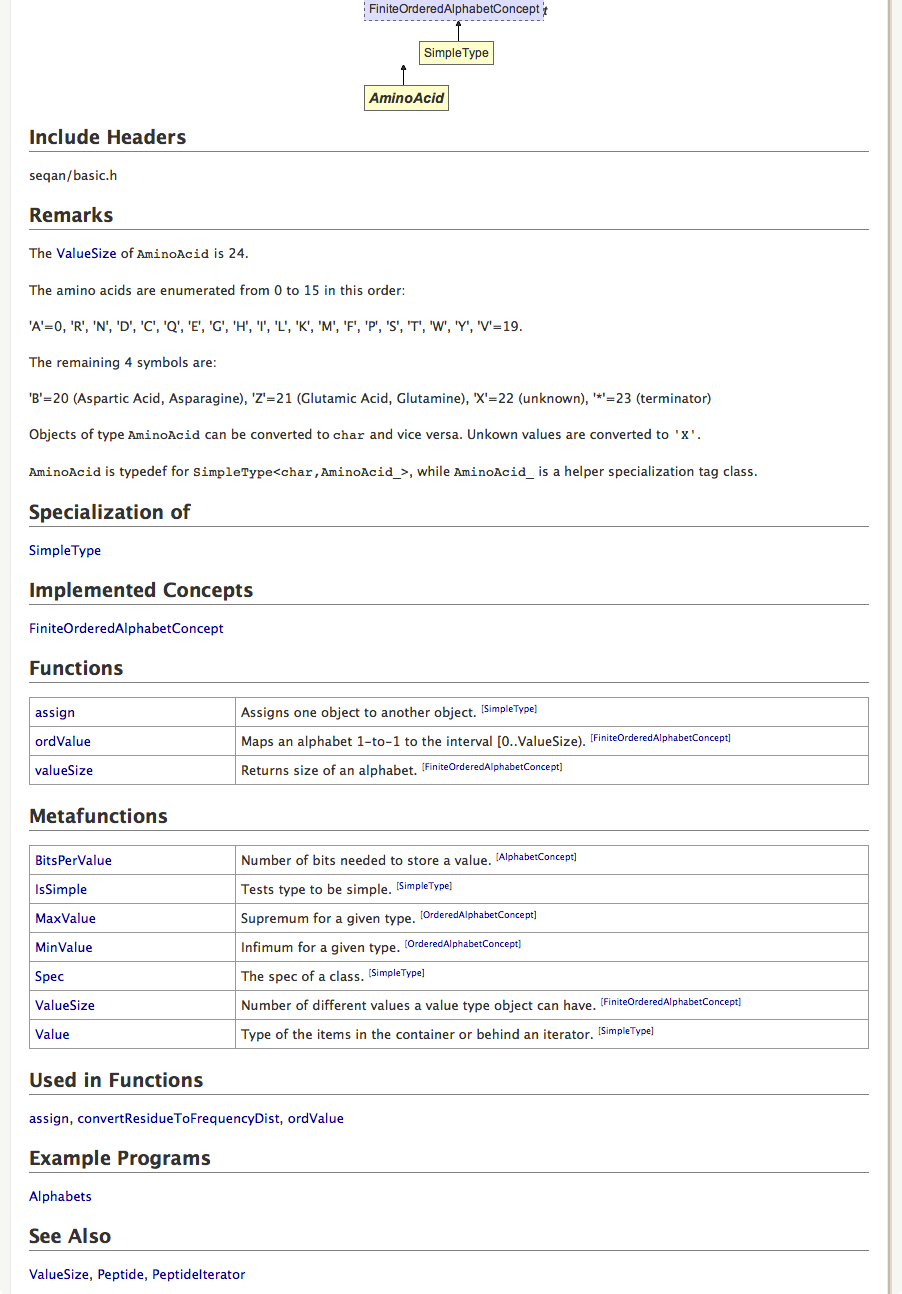 FiniteOrderedAlphabetConcept
SimpleType
AminoAcid
Include Headers
seqan/basic.h
Remarks
The ValueSize of AminoAcid is 24.
The amino acids are enumerated from 0 to 15 in this order:
'A'=0, 'R', 'N', 'D', 'C', 'Q', 'E', 'G', 'H', 'I', 'L', 'K', 'M', 'F', 'P', 'S', 'T', 'W', 'Y', 'V'=19.
The remaining 4 symbols are:
'B'=20 (Aspartic Acid, Asparagine), 'Z'=21 (Glutamic Acid, Glutamine), 'X'=22 (unknown), '*'=23 (terminator)
Objects of type AminoAcid can be converted to char and vice versa. Unkown values are converted to 'X'.
AminoAcid is typedef for SimpleType<char,AminoAcid_>, while AminoAcid_ is a helper specialization tag class.
Specialization of
SimpleType
Implemented Concepts
FiniteOrderedAlphabetConcept
Functions
assign Assigns one object to another object. [SimpleType]
ordValue Maps an alphabet 1-to-1 to the interval [0..ValueSize). [FiniteOrderedAlphabetConcept]
valueSize Returns size of an alphabet. [FiniteOrderedAlphabetConcept]
Metafunctions
BitsPerValue Number of bits needed to store a value. [AlphabetConcept]
IsSimple Tests type to be simple. [SimpleType]
MaxValue Supremum for a given type. [OrderedAlphabetConcept]
MinValue Infimum for a given type. [OrderedAlphabetConcept]
Spec The spec of a class. [SimpleType]
ValueSize Number of different values a value type object can have. [FiniteOrderedAlphabetConcept]
Value Type of the items in the container or behind an iterator. [SimpleType]
Used in Functions
assign, convertResidueToFrequencyDist, ordValue
Example Programs
Alphabets
See Also
ValueSize, Peptide, PeptideIterator